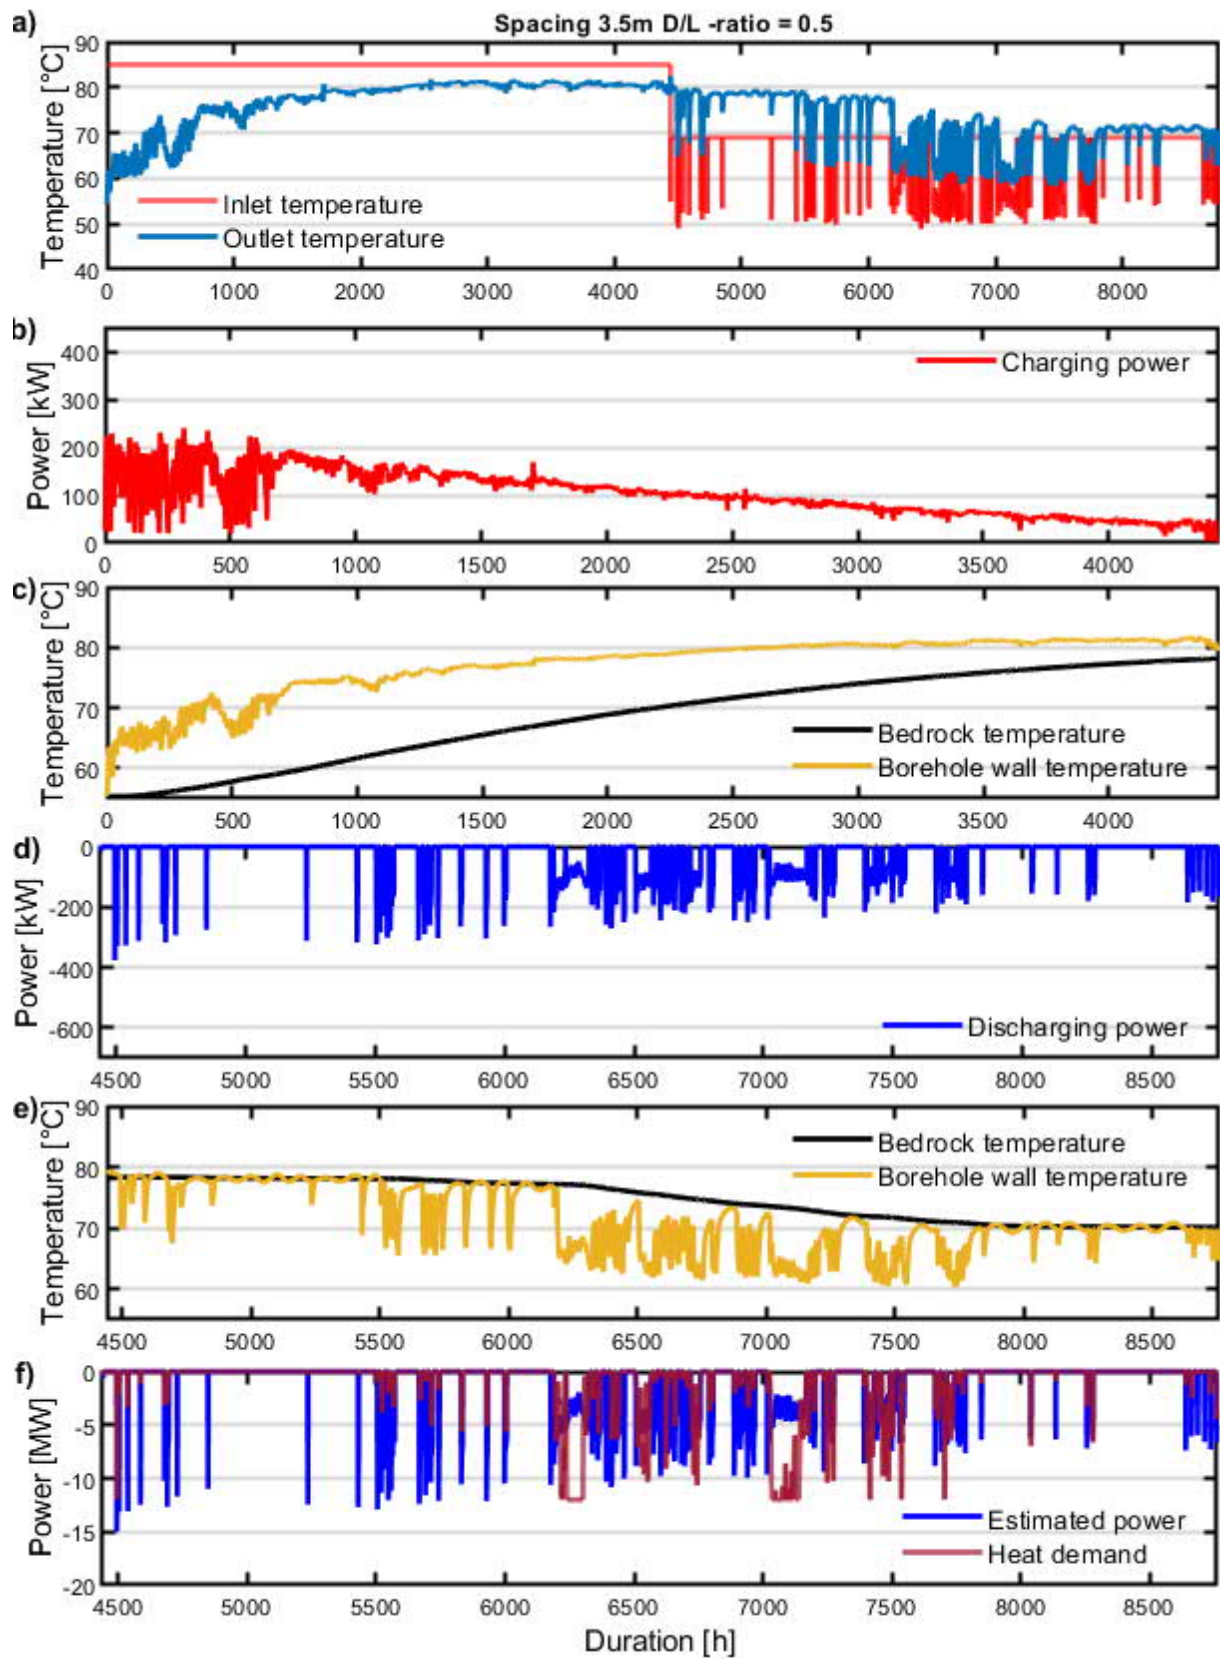 a) Spacing 3.5m D/L -ratio = 0.5
Temperature [°C]
90
80
70
60
50
40
Inlet temperature
Outlet temperature
0 1000 2000 3000 4000 5000 6000 7000 8000
b)
Power [kW]
400
300
200
100
0
Charging power
0 500 1000 1500 2000 2500 3000 3500 4000
c)
Temperature [°C]
90
80
70
60
Bedrock temperature
Borehole wall temperature
0 500 1000 1500 2000 2500 3000 3500 4000
d)
Power [kW]
0
-200
-400
-600
Discharging power
4500 5000 5500 6000 6500 7000 7500 8000 8500
e)
Temperature [°C]
90
80
70
60
Bedrock temperature
Borehole wall temperature
4500 5000 5500 6000 6500 7000 7500 8000 8500
f)
Power [MW]
0
-5
-10
-15
-20
Estimated power
Heat demand
4500 5000 5500 6000 6500 7000 7500 8000 8500
Duration [h]